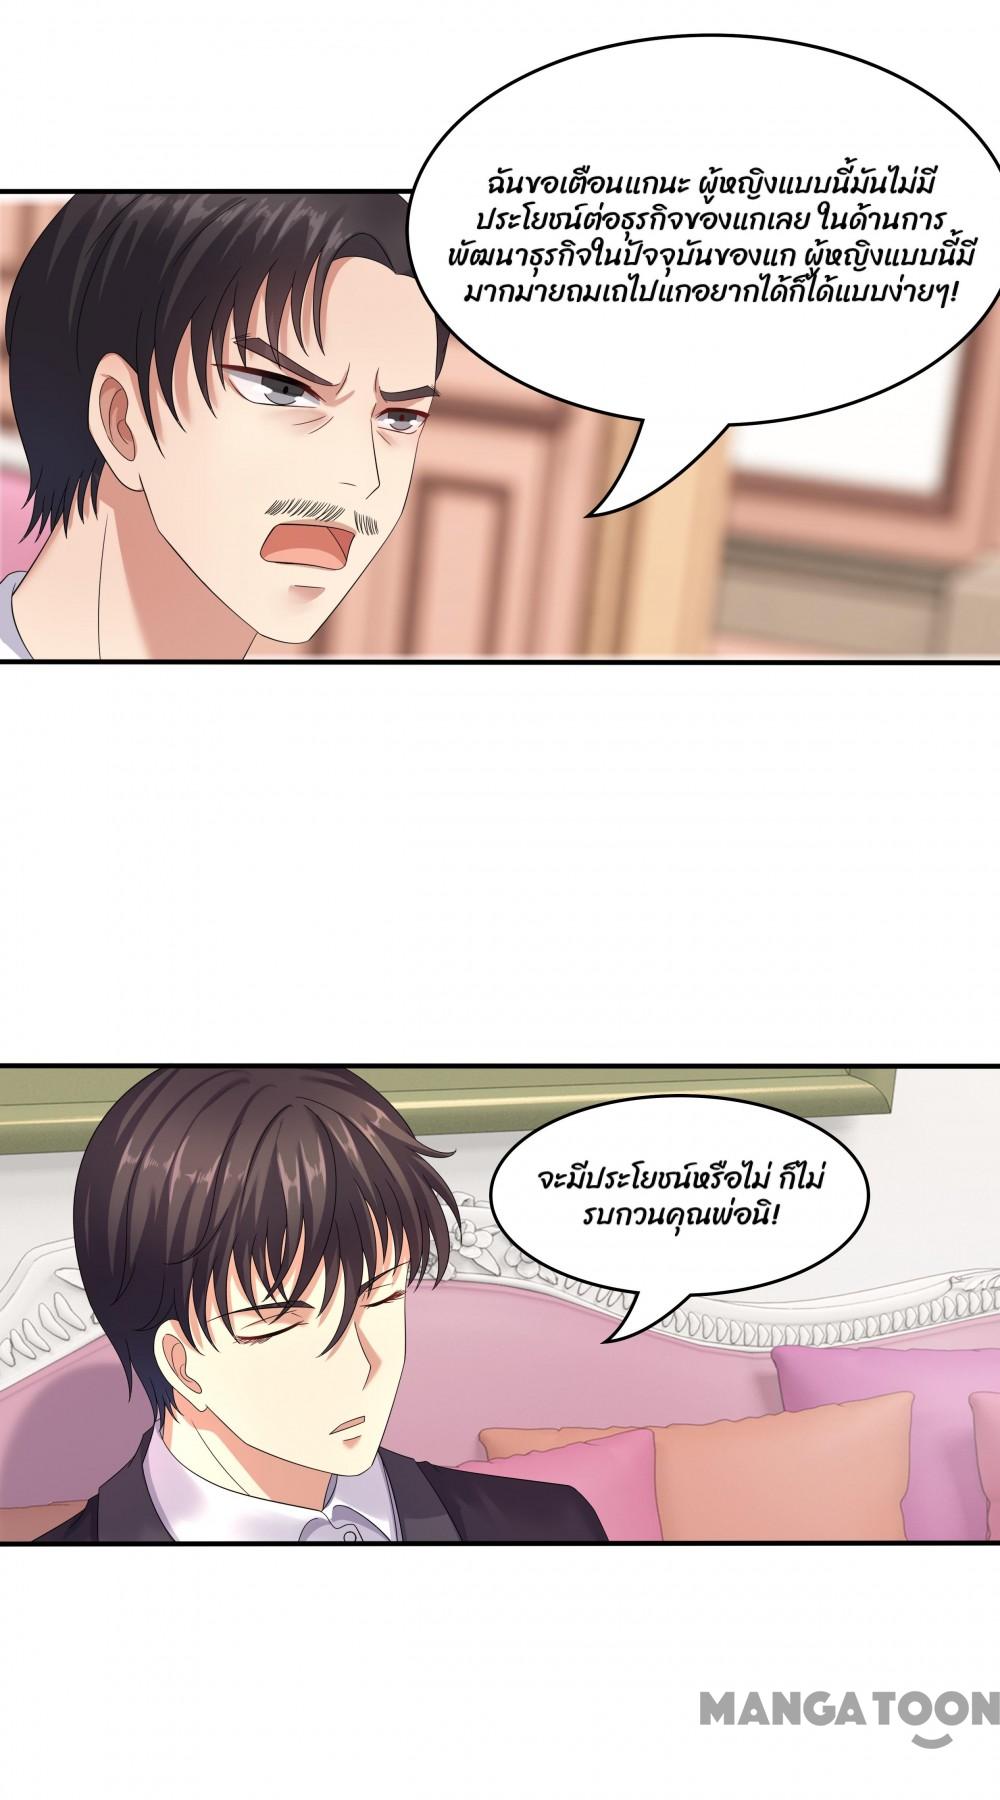 ฉันขอเตือนแกนะ ผู้หญิงแบบนี้มันไม่มี
ประโยชน์ต่อธุรกิจของแกเลย ในด้านการ
พัฒนาธุรกิจในปัจจุบันของแก ผู้หญิงแบบนี้มี
มากมายถมเถไปแกอยากได้ก็ได้แบบง่ายๆ!
จะมีประโยชน์หรือไม่ ก็ไม่
รบกวนคุณพ่อนิ!
MANGATOON